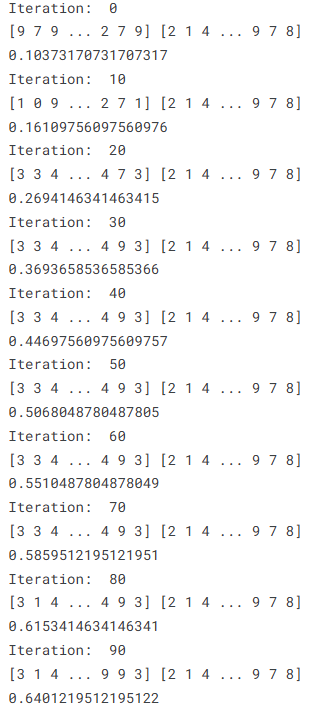 Iteration:  0
[9 7 9 ... 2 7 9] [2 1 4 ... 9 7 8]
0.10373170731707317
Iteration:  10
[1 0 9 ... 2 7 1] [2 1 4 ... 9 7 8]
0.16109756097560976
Iteration:  20
[3 3 4 ... 4 7 3] [2 1 4 ... 9 7 8]
0.2694146341463415
Iteration:  30
[3 3 4 ... 4 9 3] [2 1 4 ... 9 7 8]
0.3693658536585366
Iteration:  40
[3 3 4 ... 4 9 3] [2 1 4 ... 9 7 8]
0.44697560975609757
Iteration:  50
[3 3 4 ... 4 9 3] [2 1 4 ... 9 7 8]
0.5068048780487805
Iteration:  60
[3 3 4 ... 4 9 3] [2 1 4 ... 9 7 8]
0.5510487804878049
Iteration:  70
[3 3 4 ... 4 9 3] [2 1 4 ... 9 7 8]
0.5859512195121951
Iteration:  80
[3 1 4 ... 4 9 3] [2 1 4 ... 9 7 8]
0.6153414634146341
Iteration:  90
[3 1 4 ... 9 9 3] [2 1 4 ... 9 7 8]
0.6401219512195122